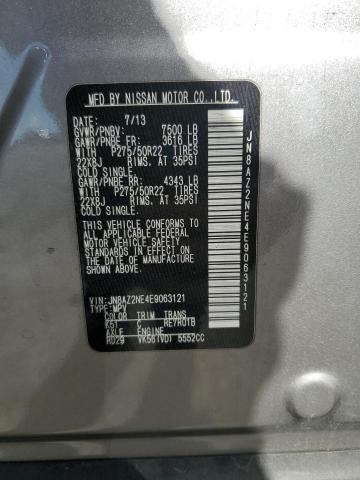 MFD BY NISSAN MOTOR CO.,LTD.
DATE: 7/13
GVWR/PNBV: 7500 LB
GAWR/PNBE FR: 3616 LB
WITH P275/50R22 TIRES
22X8J RIMS, AT 35PSI
COLD SINGLE
GAWR/PNBE RR: 4343 LB
WITH P275/50R22 TIRES
22X8J RIMS, AT 35PSI
COLD SINGLE
THIS VEHICLE CONFORMS TO
ALL APPLICABLE FEDERAL
MOTOR VEHICLE SAFETY
STANDARDS IN EFFECT ON
THE DATE OF MANUFACTURE
SHOWN ABOVE.
VIN: JN8AZ2NE4E9063121
TYPE: MPV
COLOR TRIM TRANS
K51 C RE7R01B
AXLE ENGINE
RD29 VK56(VD) 5552CC
JN8AZ2NE4E9063121